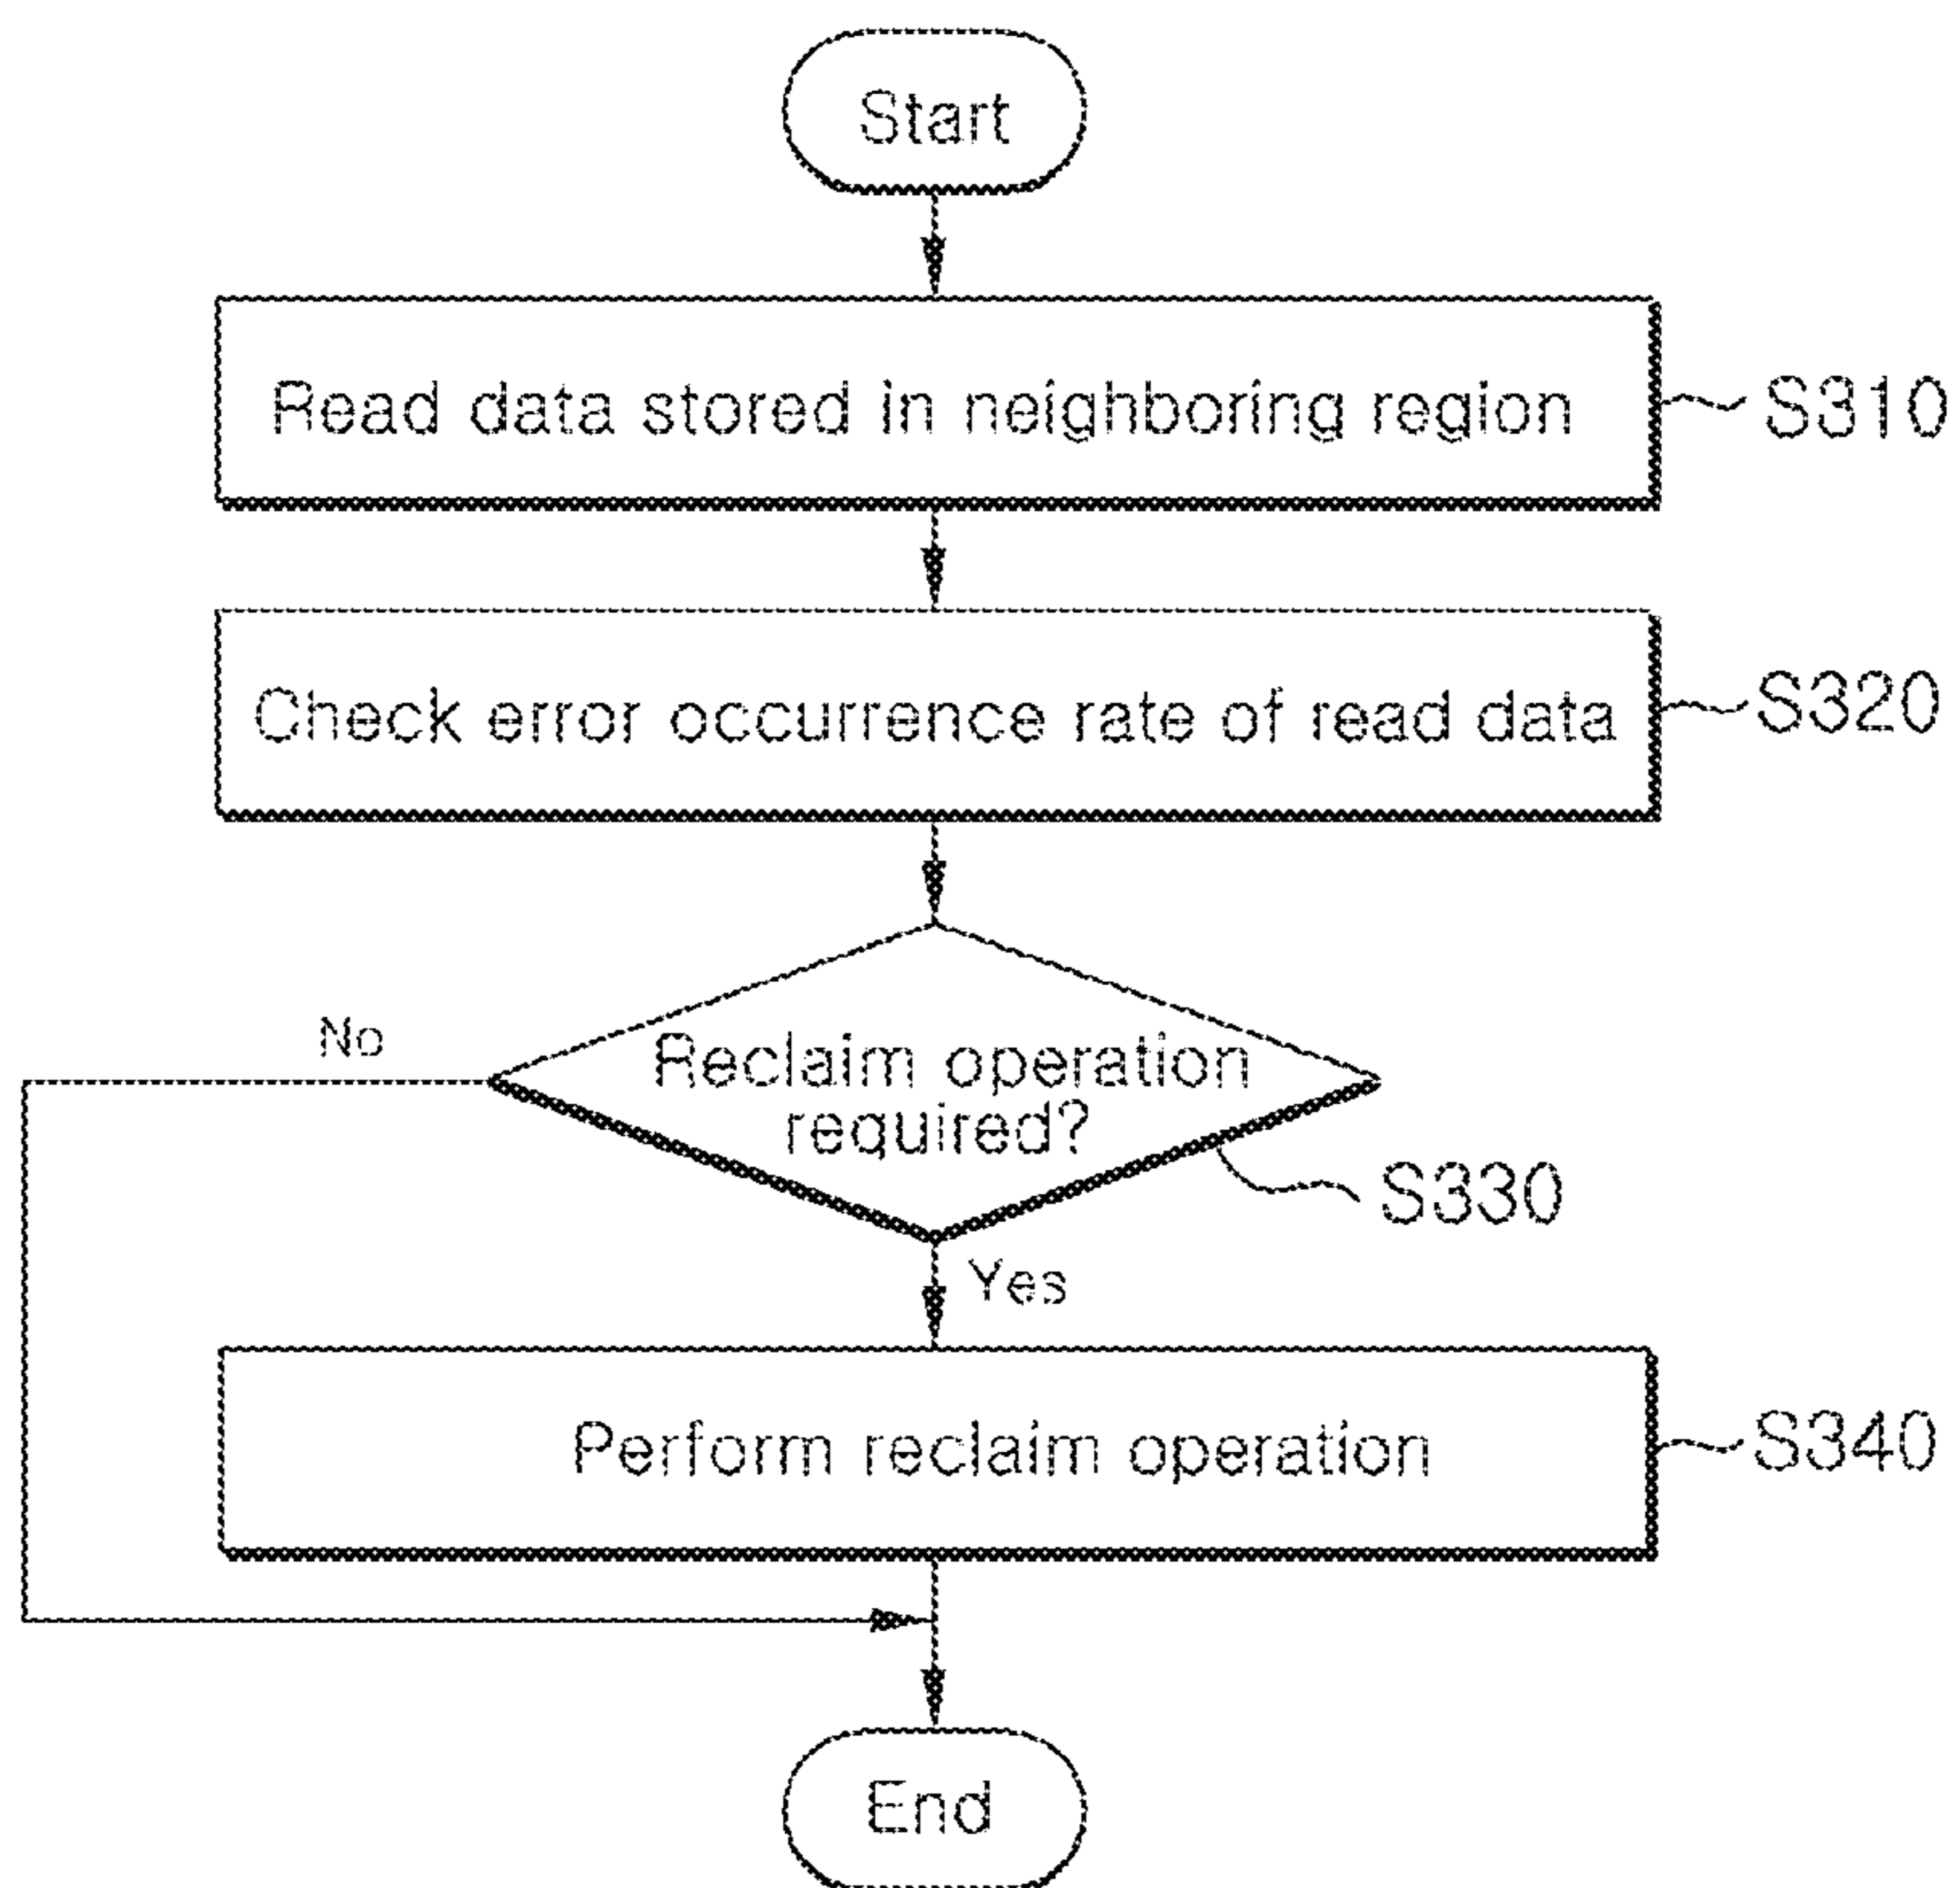 Start
Read data stored in neighboring region
S310
Check error occurrence rate of read data
S320
No
Reclaim operation
required?
S330
Yes
Perform reclaim operation
S340
End